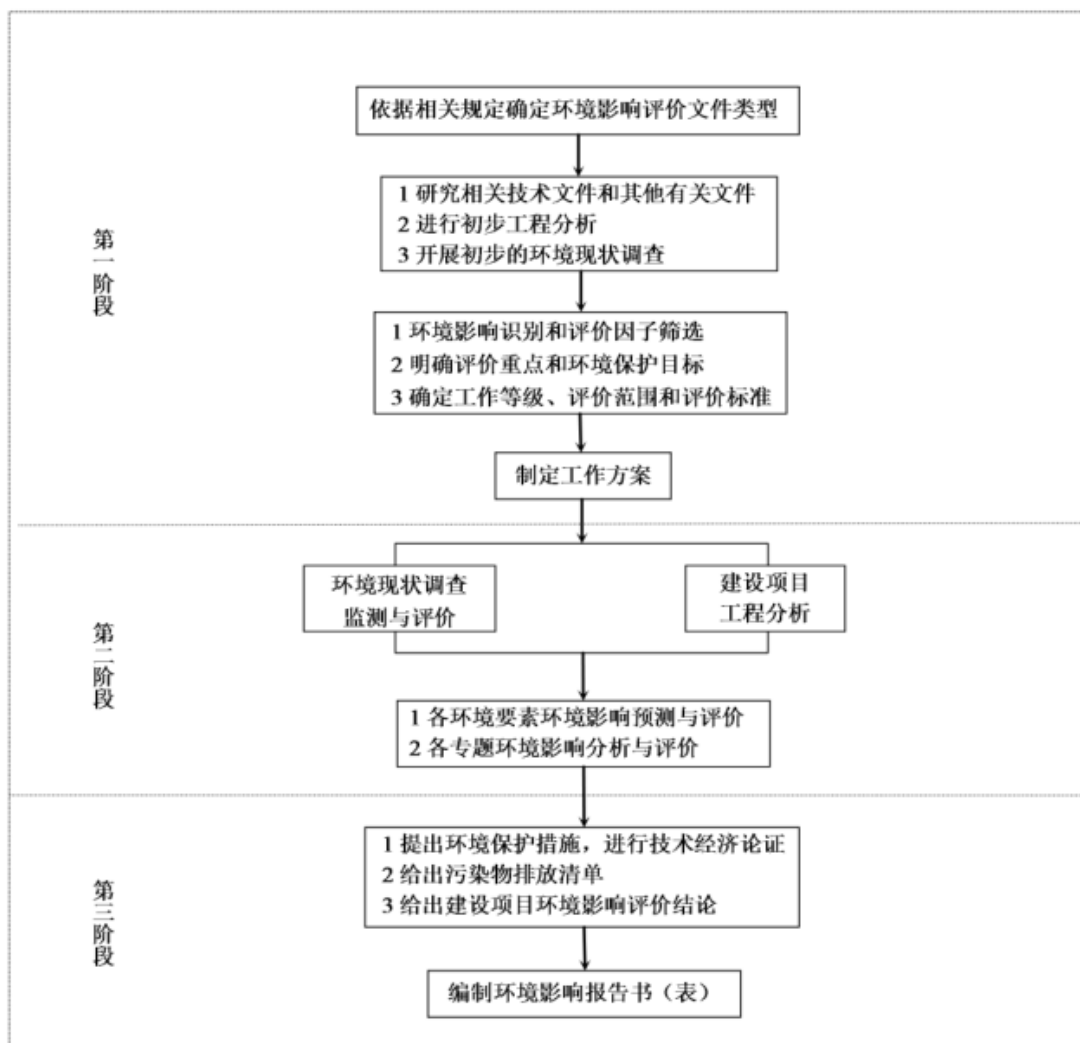 依据相关规定确定环境影响评价文件类型
1 研究相关技术文件和其他有关文件
2 进行初步工程分析
3 开展初步的环境现状调查
第一阶段
1 环境影响识别和评价因子筛选
2 明确评价重点和环境保护目标
3 确定工作等级、评价范围和评价标准
制定工作方案
环境现状调查
监测与评价
建设项目
工程分析
第二阶段
1 各环境要素环境影响预测与评价
2 各专题环境影响分析与评价
1 提出环境保护措施，进行技术经济论证
2 给出污染物排放清单
3 给出建设项目环境影响评价结论
第三阶段
编制环境影响报告书（表）